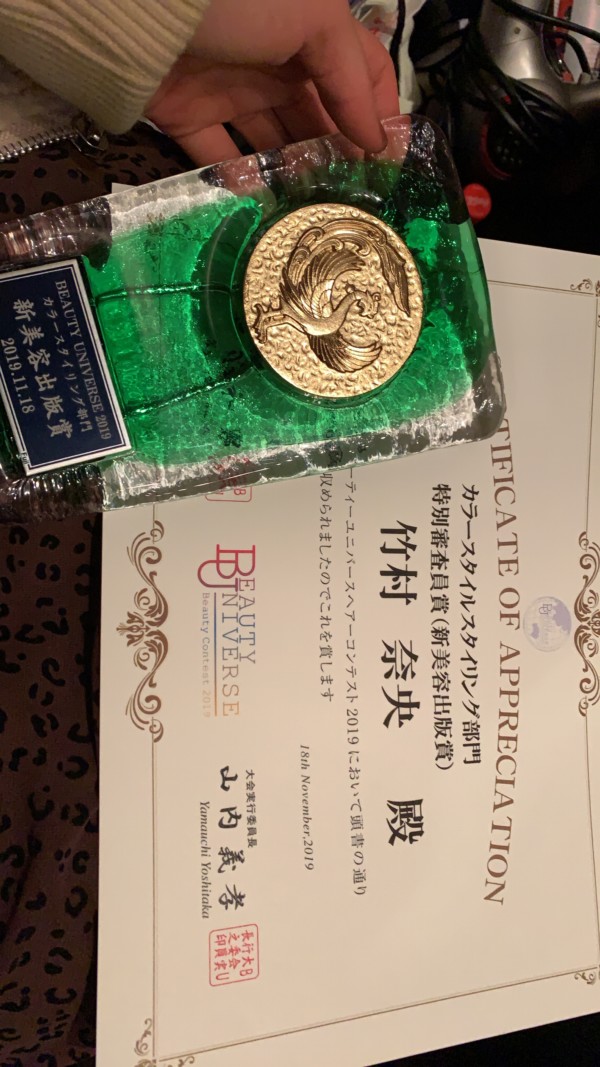 BEAUTY UNIVERSE 2019
カラースタイリング部門
新美容出版賞
2019.11.18
TIFICATE OF APPRECIATION
カラースタイルスタイリング部門
特別審査員賞(新美容出版賞)
竹村 奈央 殿
ーティーユニバースヘアーコンテスト2019において頭書の通り
収められましたのでこれを賞します
18th November,2019
BEAUTY
UNIVERSE
Beauty Contest 2019
大会実行委員長
山内 義孝
Yamauchi Yoshitaka